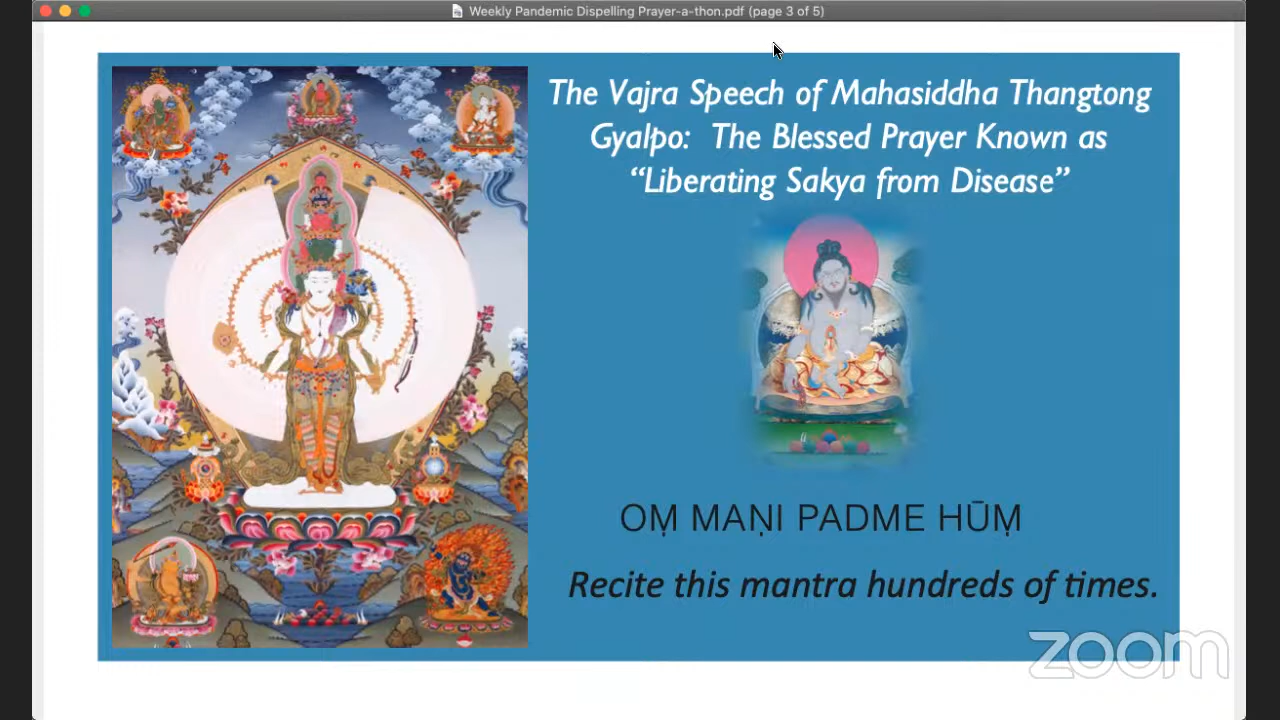 Weekly Pandemic Dispelling Prayer-a-thon.pdf (page 3 of 5)
The Vajra Speech of Mahasiddha Thangtong
Gyalpo: The Blessed Prayer Known as
“Liberating Sakya from Disease”
OṂ MAṆI PADME HŪṂ
Recite this mantra hundreds of times.
zoom